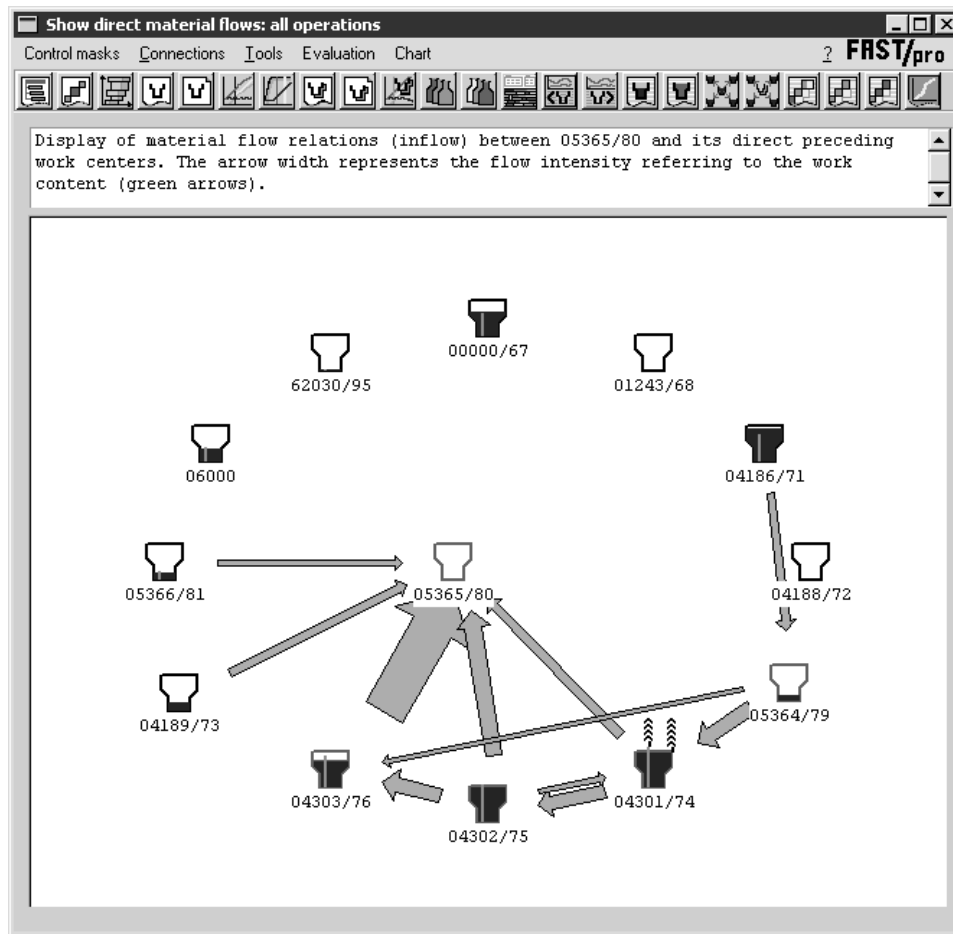 Show direct material flows: all operations
Control masks Connections Tools Evaluation Chart ? FAST/pro
Display of material flow relations (inflow) between 05365/80 and its direct preceding
work centers. The arrow width represents the flow intensity referring to the work
content (green arrows).
00000/67
62030/95
01243/68
06000
04186/71
05366/81
05365/80
04188/72
04189/73
05364/79
04303/76
04302/75
04301/74